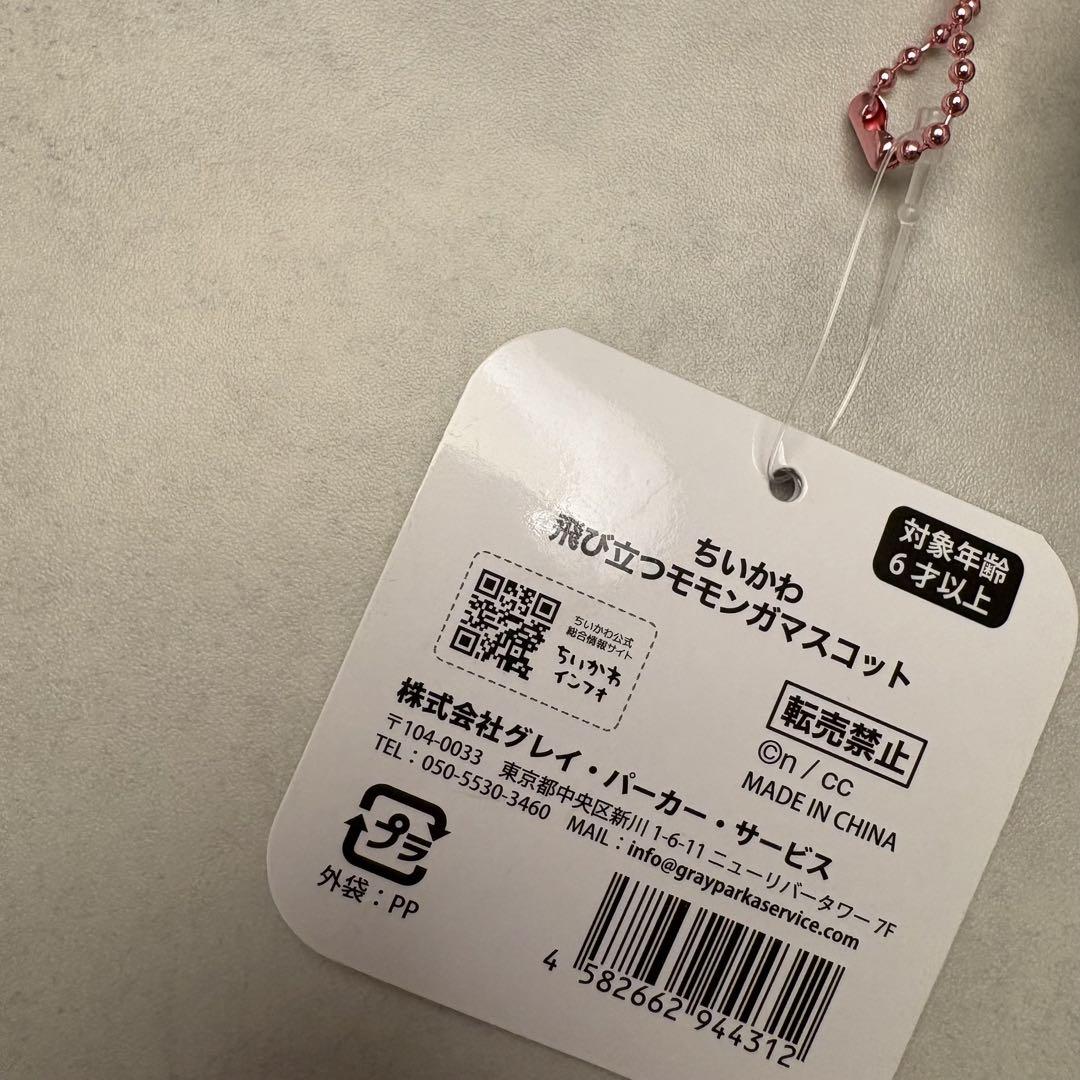 ちいかわ
飛び立つモモンガマスコット
対象年齢
6才以上
ちいかわ公式
総合情報サイト
ちいかわ
インフォ
転売禁止
©n / cc
MADE IN CHINA
株式会社グレイ・パーカー・サービス
〒104-0033 東京都中央区新川 1-6-11 ニューリバータワー 7F
TEL：050-5530-3460 MAIL：info@grayparkaservice.com
プラ
外袋：PP
4 582662 944312